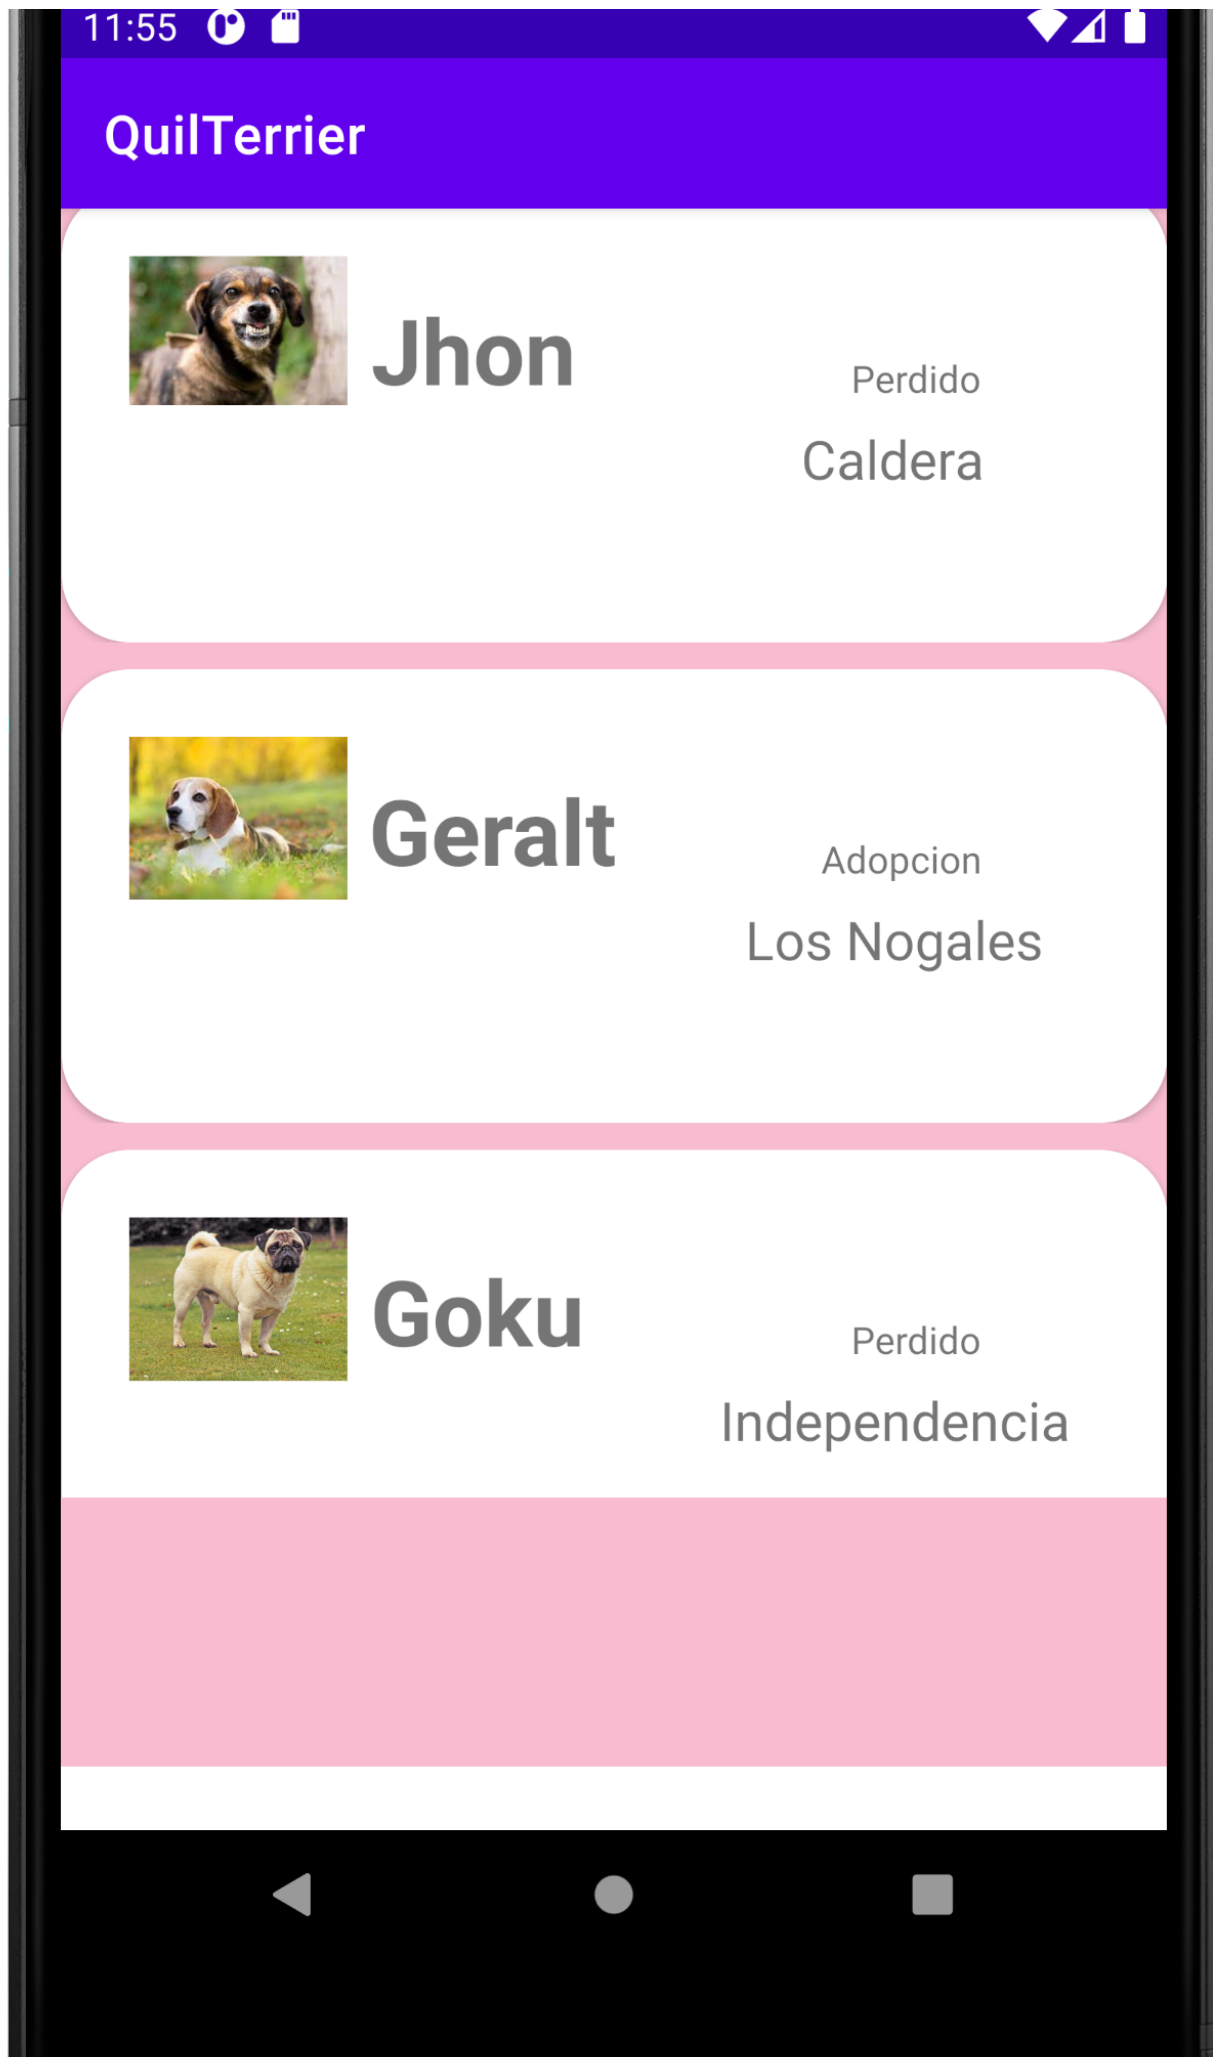 11:55
QuilTerrier
Jhon
Perdido
Caldera
Geralt
Adopcion
Los Nogales
Goku
Perdido
Independencia